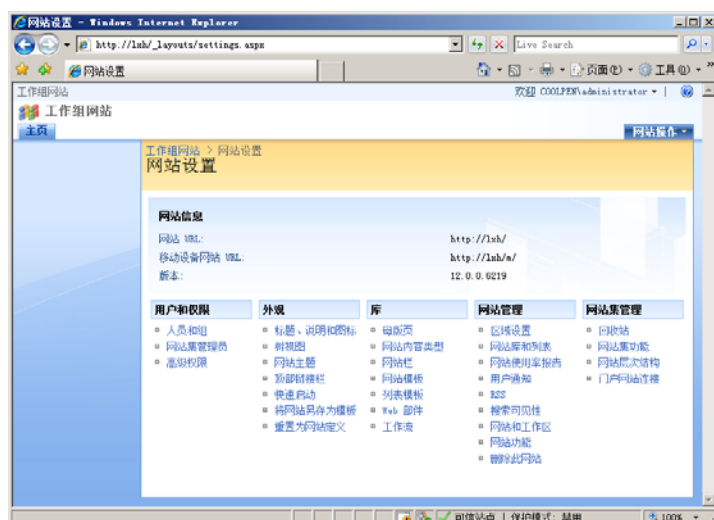 网站设置 - Windows Internet Explorer
http://lxh/_layouts/settings.aspx
Live Search
网站设置
页面(P)
工具(O)
工作组网站
欢迎 COOLPEN\administrator
工作组网站
主页
网站操作
工作组网站 > 网站设置
网站设置
网站信息
网站 URL: http://lxh/
移动设备网站 URL: http://lxh/m/
版本: 12.0.0.6219
用户和权限
人员和组
网站集管理员
高级权限
外观
标题、说明和图标
树视图
网站主题
顶部链接栏
快速启动
将网站另存为模板
重置为网站定义
库
母版页
网站内容类型
网站栏
网站模板
列表模板
Web 部件
工作流
网站管理
区域设置
网站库和列表
网站使用率报告
用户通知
RSS
搜索可见性
网站和工作区
网站功能
删除此网站
网站集管理
回收站
网站集功能
网站层次结构
门户网站连接
可信站点 | 保护模式: 禁用
100%